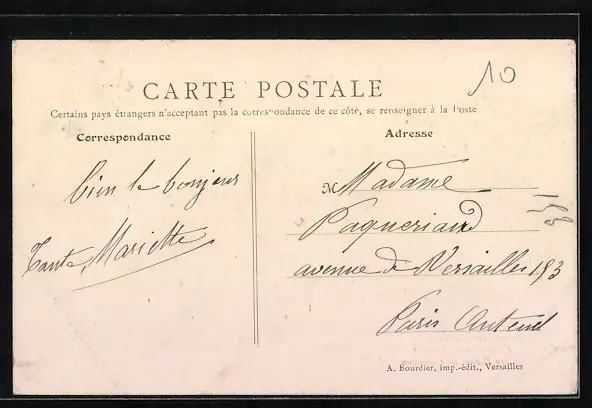 10
CARTE POSTALE
Certains pays étrangers n'acceptant pas la correspondance de ce côté, se renseigner à la Poste
Correspondance
bien le bonjour
Tante Mariette
Adresse
M Madame
avenue de Versailles 193
Paris Auteuil
A. Bourdier, imp.-édit., Versailles